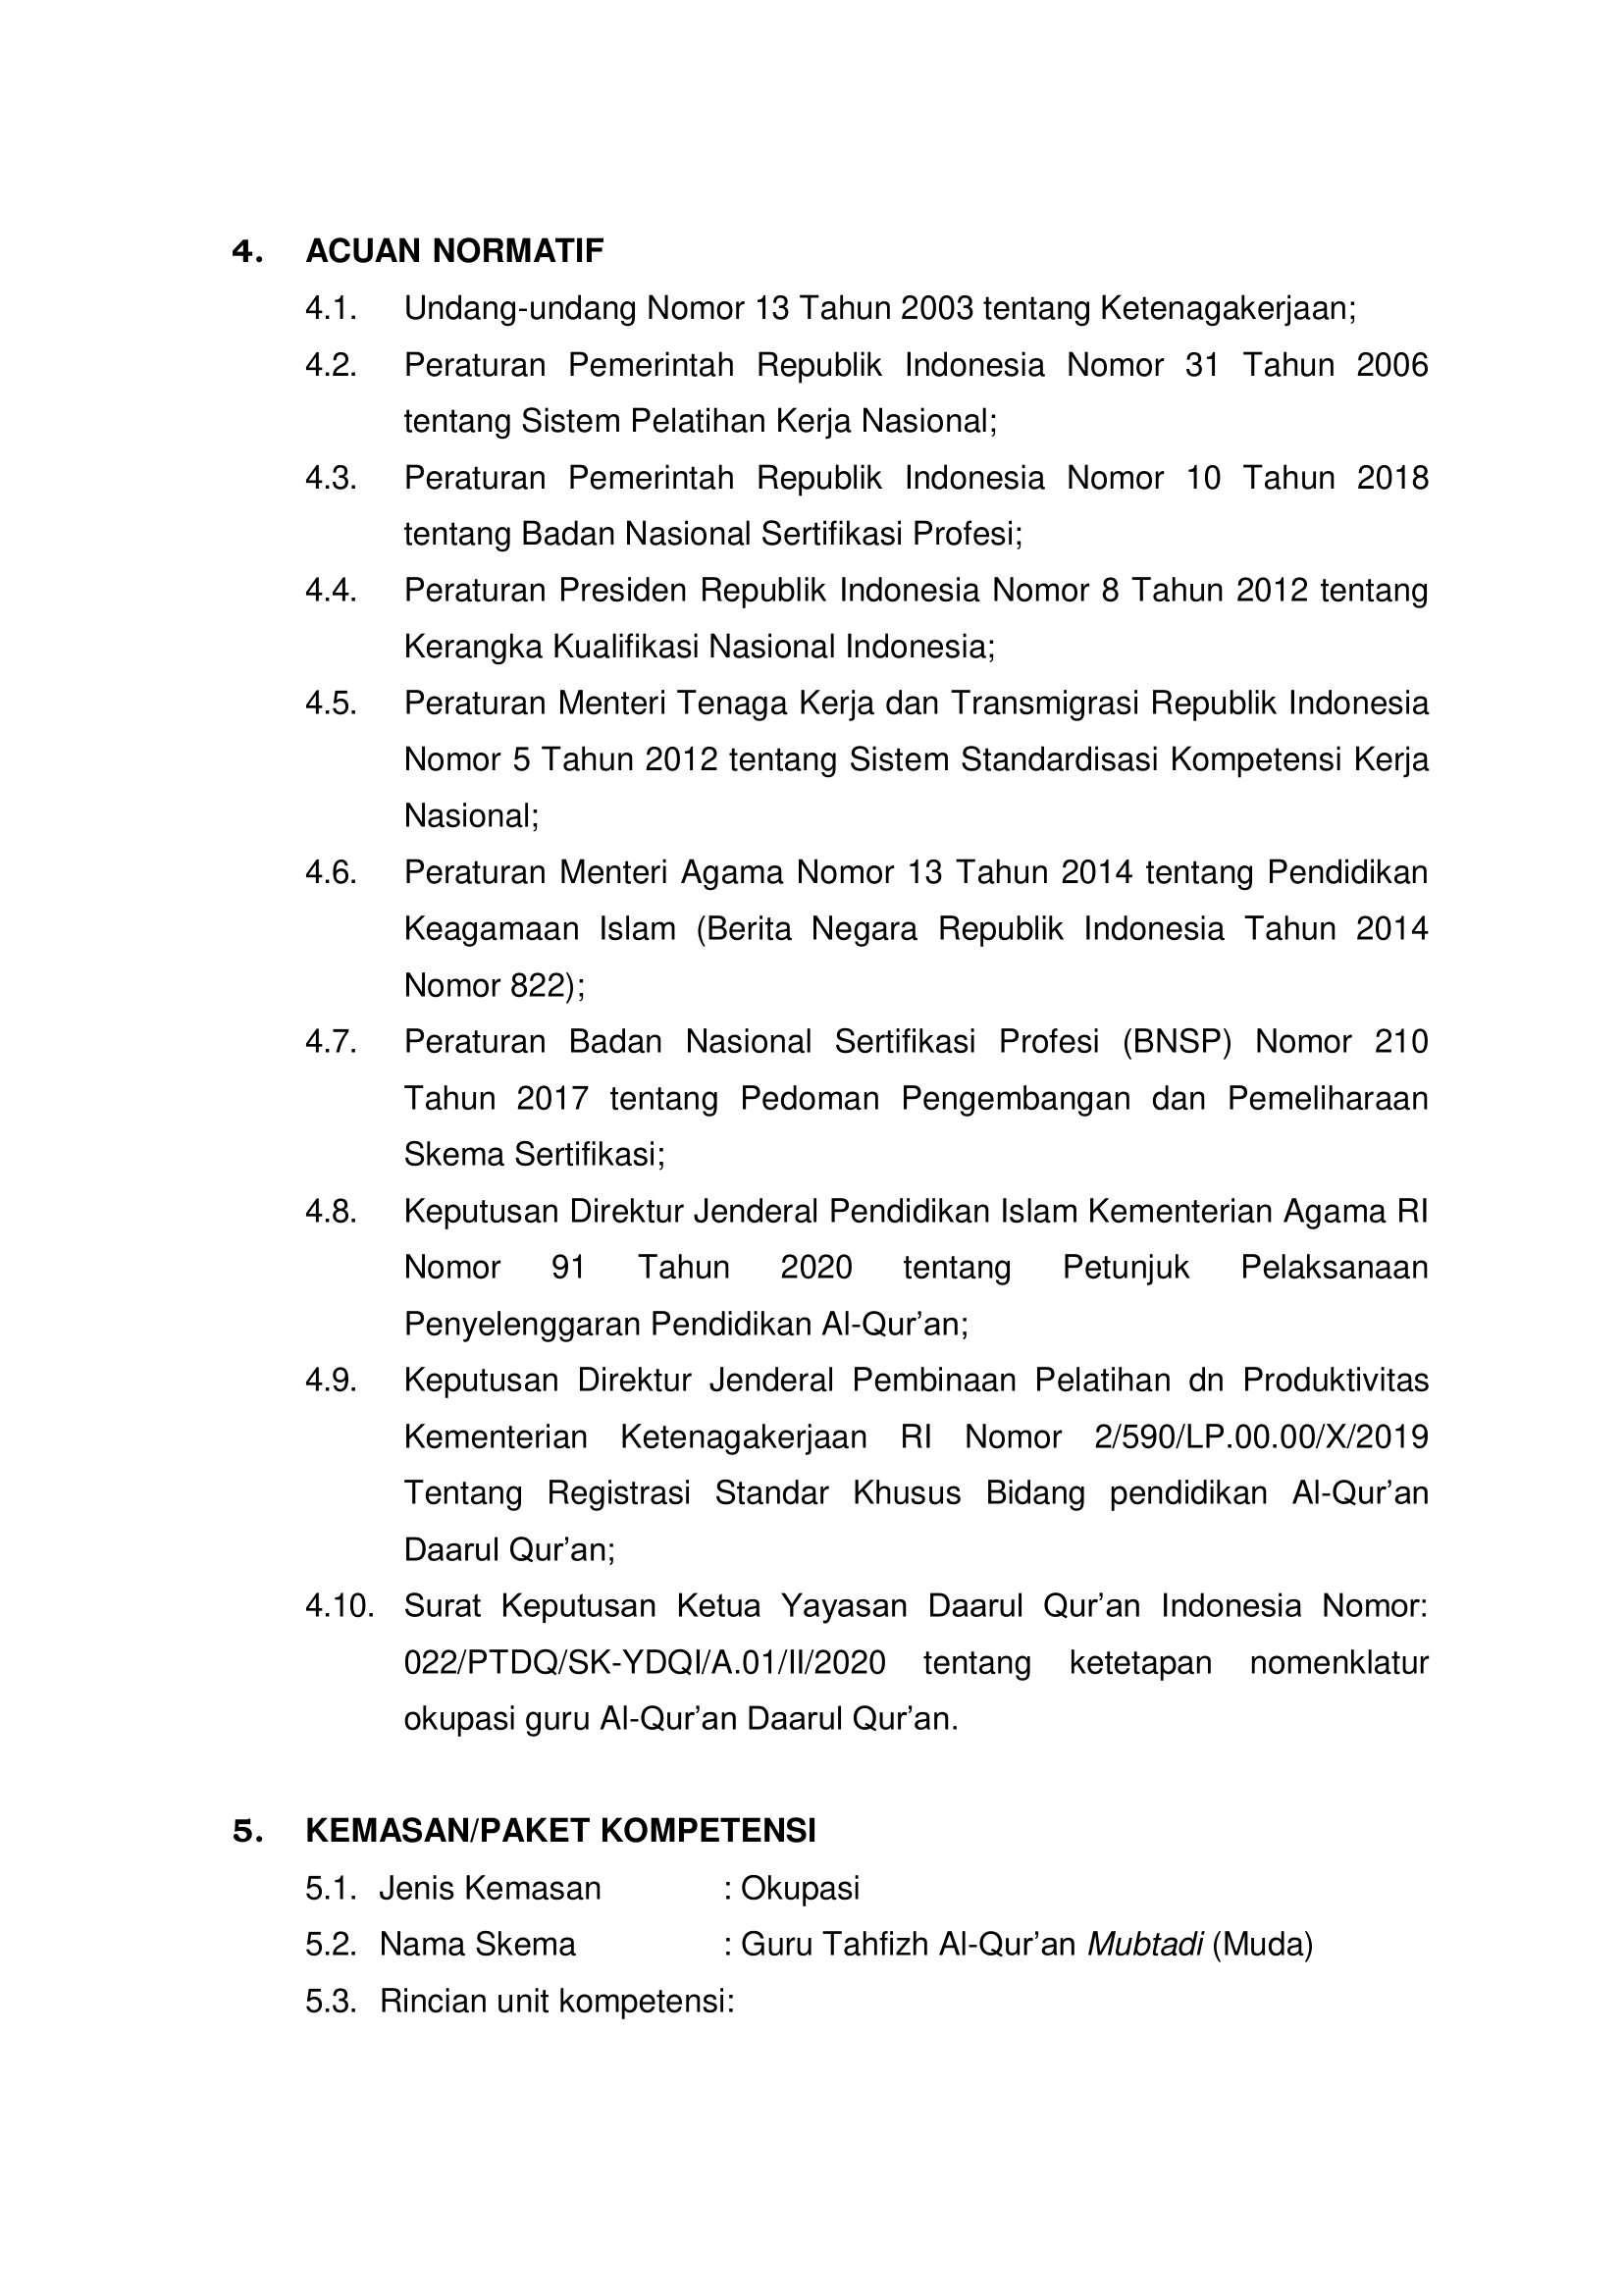 4. ACUAN NORMATIF
4.1. Undang-undang Nomor 13 Tahun 2003 tentang Ketenagakerjaan;
4.2. Peraturan Pemerintah Republik Indonesia Nomor 31 Tahun 2006
tentang Sistem Pelatihan Kerja Nasional;
4.3. Peraturan Pemerintah Republik Indonesia Nomor 10 Tahun 2018
tentang Badan Nasional Sertifikasi Profesi;
4.4. Peraturan Presiden Republik Indonesia Nomor 8 Tahun 2012 tentang
Kerangka Kualifikasi Nasional Indonesia;
4.5. Peraturan Menteri Tenaga Kerja dan Transmigrasi Republik Indonesia
Nomor 5 Tahun 2012 tentang Sistem Standardisasi Kompetensi Kerja
Nasional;
4.6. Peraturan Menteri Agama Nomor 13 Tahun 2014 tentang Pendidikan
Keagamaan Islam (Berita Negara Republik Indonesia Tahun 2014
Nomor 822);
4.7. Peraturan Badan Nasional Sertifikasi Profesi (BNSP) Nomor 210
Tahun 2017 tentang Pedoman Pengembangan dan Pemeliharaan
Skema Sertifikasi;
4.8. Keputusan Direktur Jenderal Pendidikan Islam Kementerian Agama RI
Nomor 91 Tahun 2020 tentang Petunjuk Pelaksanaan
Penyelenggaran Pendidikan Al-Qur’an;
4.9. Keputusan Direktur Jenderal Pembinaan Pelatihan dn Produktivitas
Kementerian Ketenagakerjaan RI Nomor 2/590/LP.00.00/X/2019
Tentang Registrasi Standar Khusus Bidang pendidikan Al-Qur’an
Daarul Qur’an;
4.10. Surat Keputusan Ketua Yayasan Daarul Qur’an Indonesia Nomor:
022/PTDQ/SK-YDQI/A.01/II/2020 tentang ketetapan nomenklatur
okupasi guru Al-Qur’an Daarul Qur’an.
5. KEMASAN/PAKET KOMPETENSI
5.1. Jenis Kemasan : Okupasi
5.2. Nama Skema : Guru Tahfizh Al-Qur’an Mubtadi (Muda)
5.3. Rincian unit kompetensi: